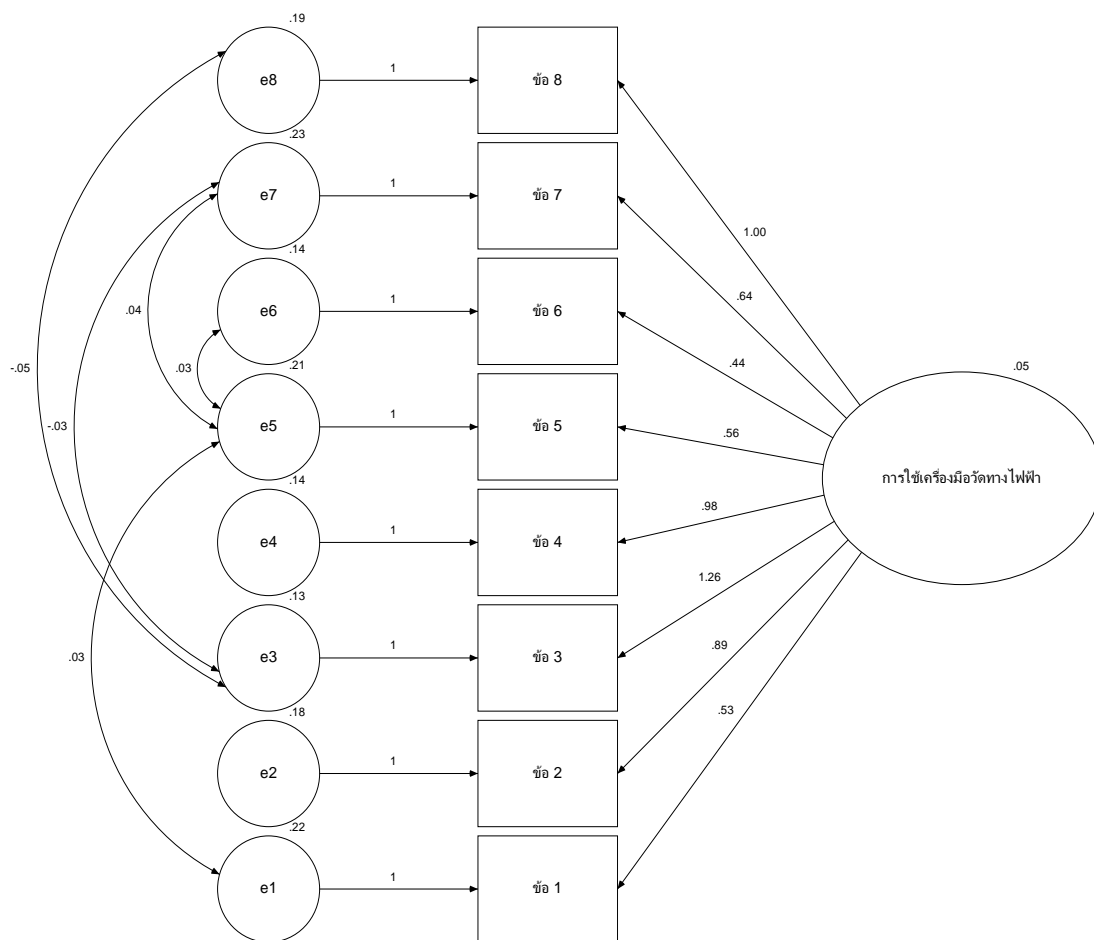 .19
e8
1
ข้อ 8
.23
e7
1
ข้อ 7
1.00
.14
.64
e6
1
ข้อ 6
.04
.44
.03
.21
-.05
.05
-.03
e5
1
ข้อ 5
.56
.14
การใช้เครื่องมือวัดทางไฟฟ้า
.98
e4
1
ข้อ 4
.13
1.26
e3
1
ข้อ 3
.03
.89
.18
.53
e2
1
ข้อ 2
.22
e1
1
ข้อ 1